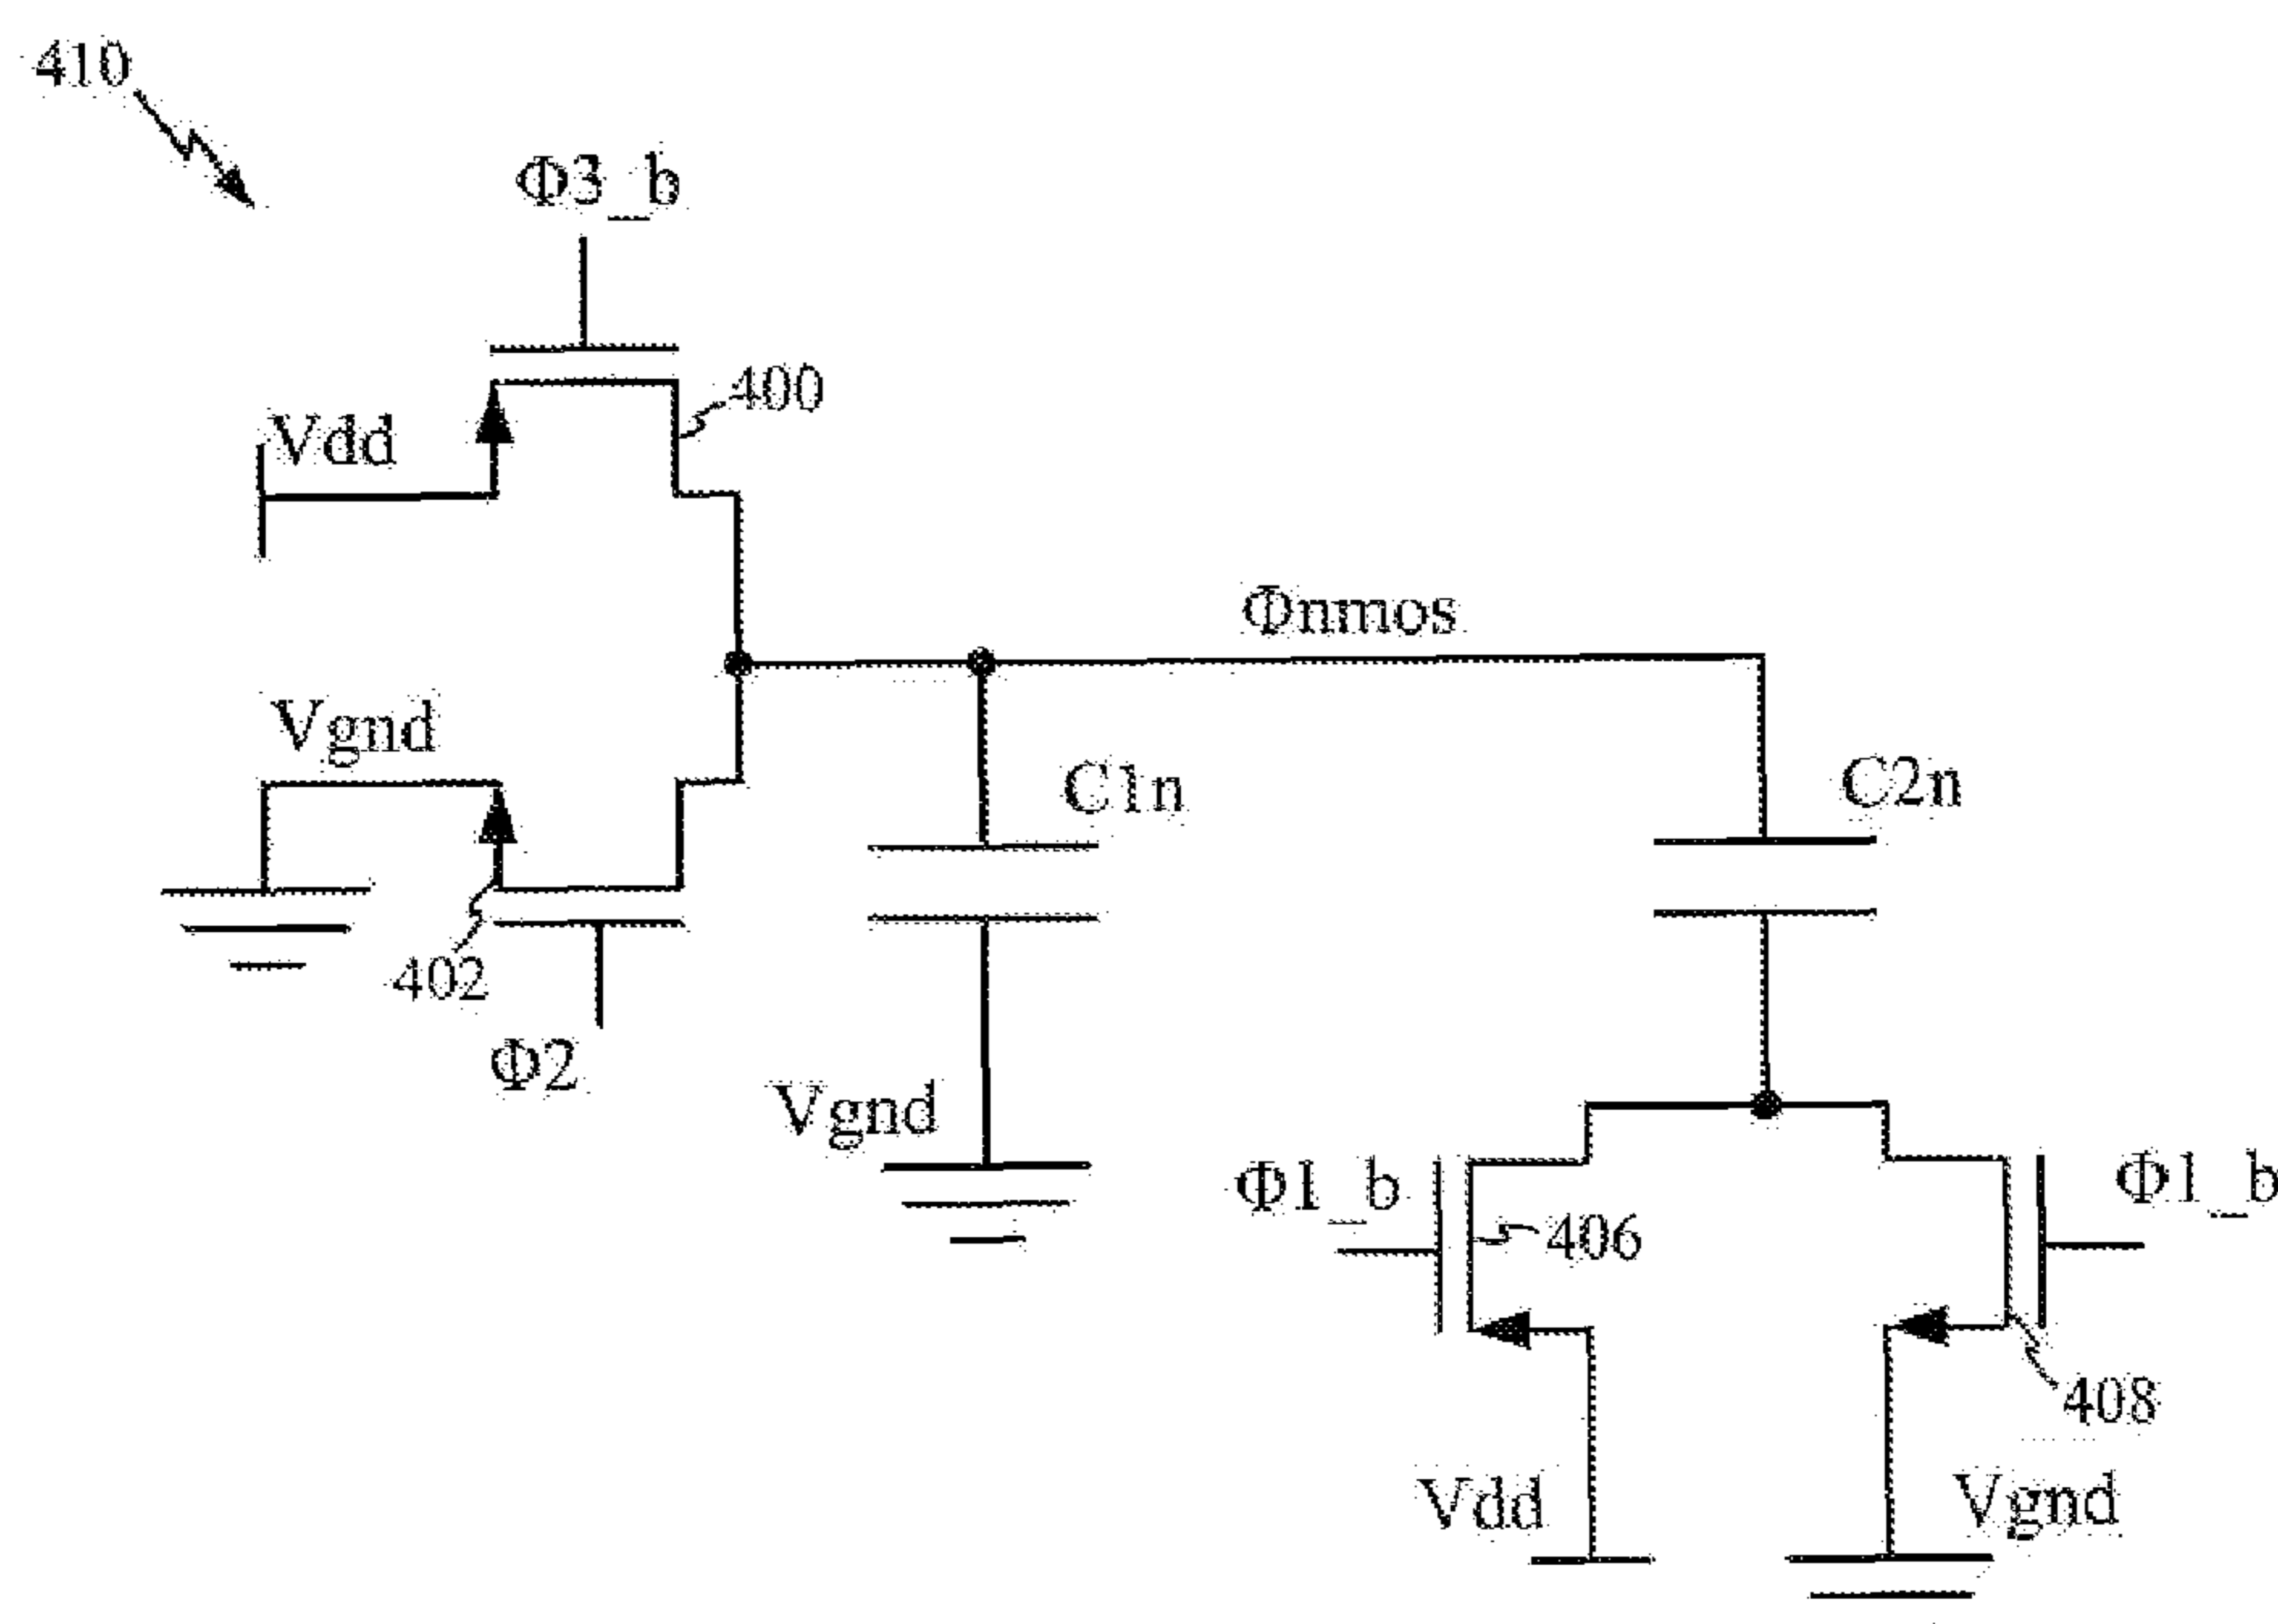 410
Φ3_b
400
Vdd
Φnmos
Vgnd
C1n
C2n
402
Φ2
Vgnd
Φ1_b
406
Φ1_b
408
Vdd
Vgnd